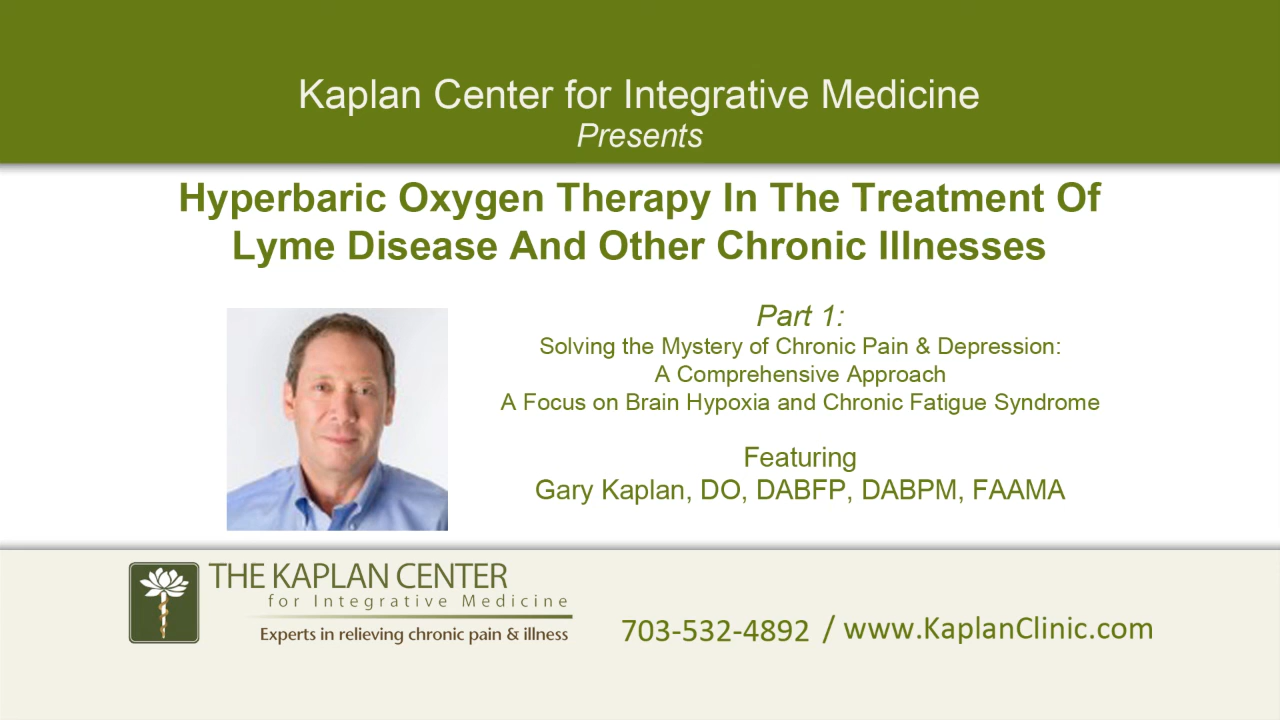 Kaplan Center for Integrative Medicine
Presents
Hyperbaric Oxygen Therapy In The Treatment Of
Lyme Disease And Other Chronic Illnesses
Part 1:
Solving the Mystery of Chronic Pain & Depression:
A Comprehensive Approach
A Focus on Brain Hypoxia and Chronic Fatigue Syndrome
Featuring
Gary Kaplan, DO, DABFP, DABPM, FAAMA
THE KAPLAN CENTER
for Integrative Medicine
Experts in relieving chronic pain & illness
703-532-4892 / www.KaplanClinic.com